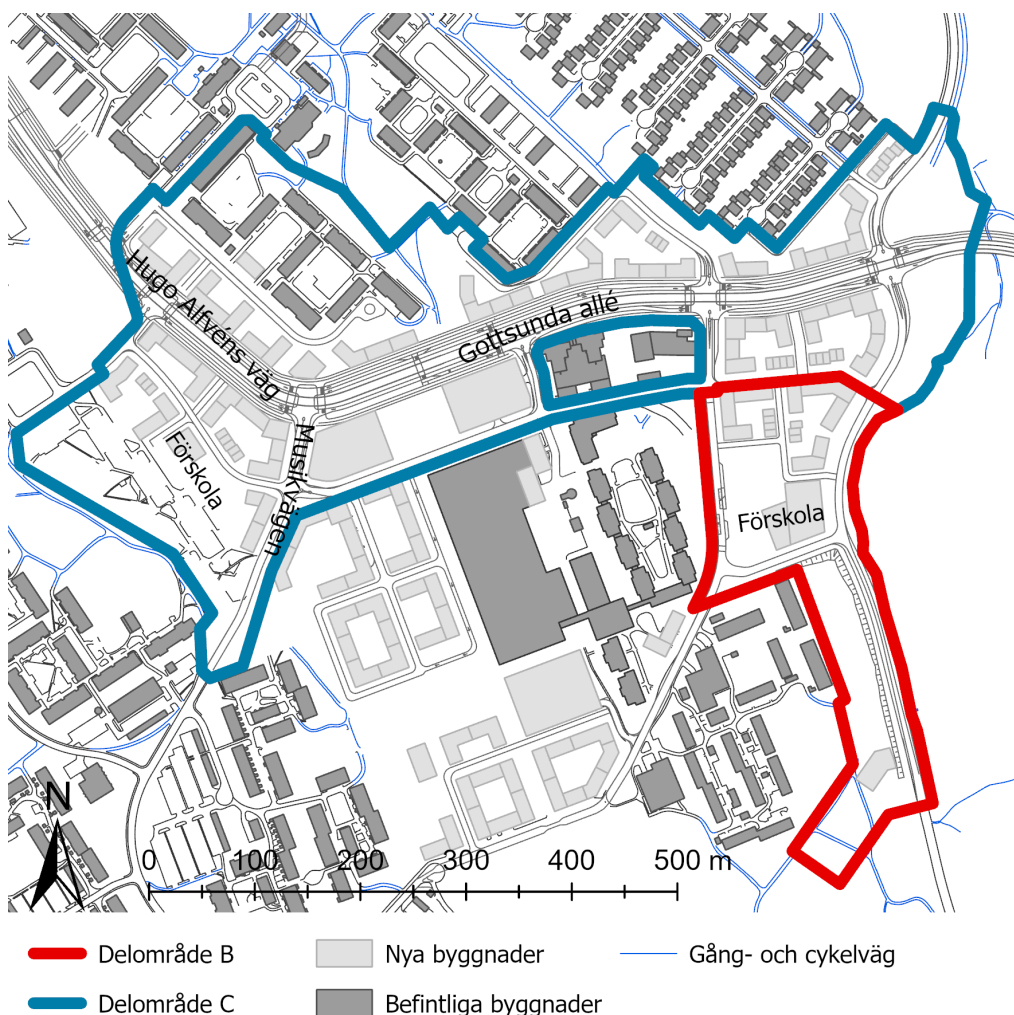 Hugo Alfvéns väg
Gottsunda allé
Musikvägen
Förskola
Förskola
N
0 100 200 300 400 500 m
Delområde B
Nya byggnader
Gång- och cykelväg
Delområde C
Befintliga byggnader